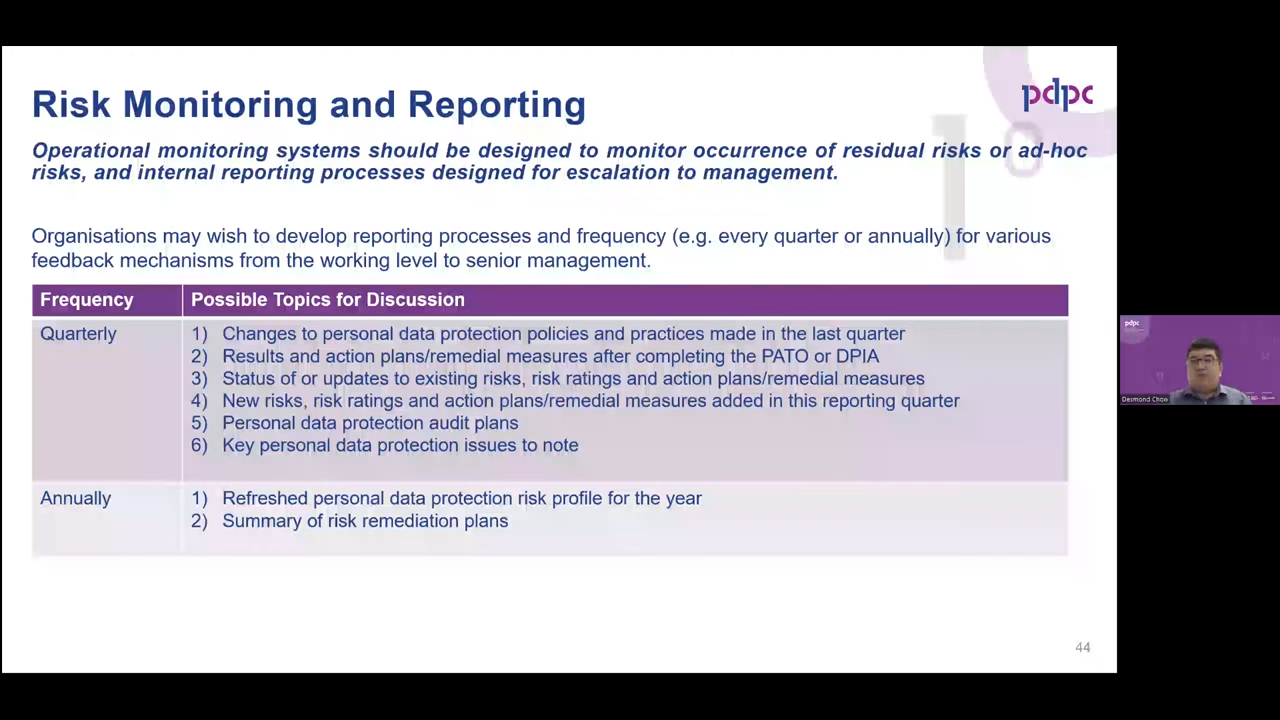 Risk Monitoring and Reporting
pdpc
Operational monitoring systems should be designed to monitor occurrence of residual risks or ad-hoc
risks, and internal reporting processes designed for escalation to management.
Organisations may wish to develop reporting processes and frequency (e.g. every quarter or annually) for various
feedback mechanisms from the working level to senior management.
Frequency Possible Topics for Discussion
Quarterly 1) Changes to personal data protection policies and practices made in the last quarter
2) Results and action plans/remedial measures after completing the PATO or DPIA
3) Status of or updates to existing risks, risk ratings and action plans/remedial measures
4) New risks, risk ratings and action plans/remedial measures added in this reporting quarter
5) Personal data protection audit plans
6) Key personal data protection issues to note
Annually 1) Refreshed personal data protection risk profile for the year
2) Summary of risk remediation plans
44
pdpc
Desmond Chow